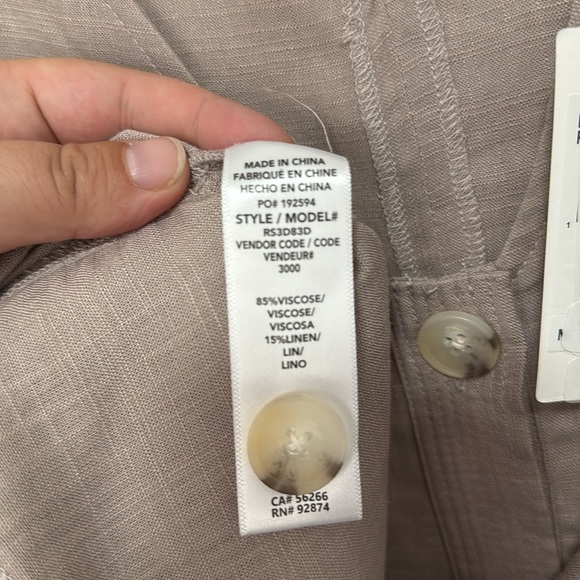 MADE IN CHINA
FABRIQUÉ EN CHINE
HECHO EN CHINA
PO# 192594
STYLE / MODEL#
RS3D83D
VENDOR CODE / CODE
VENDEUR#
3000
85%VISCOSE/
VISCOSE/
VISCOSA
15%LINEN/
LIN/
LINO
CA# 56266
RN# 92874